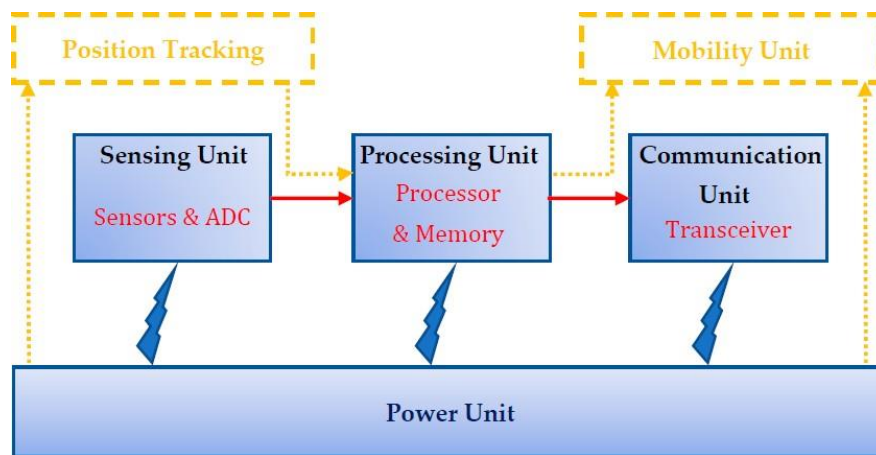 Position Tracking
Mobility Unit
Sensing Unit
Sensors & ADC
Processing Unit
Processor
& Memory
Communication
Unit
Transceiver
Power Unit